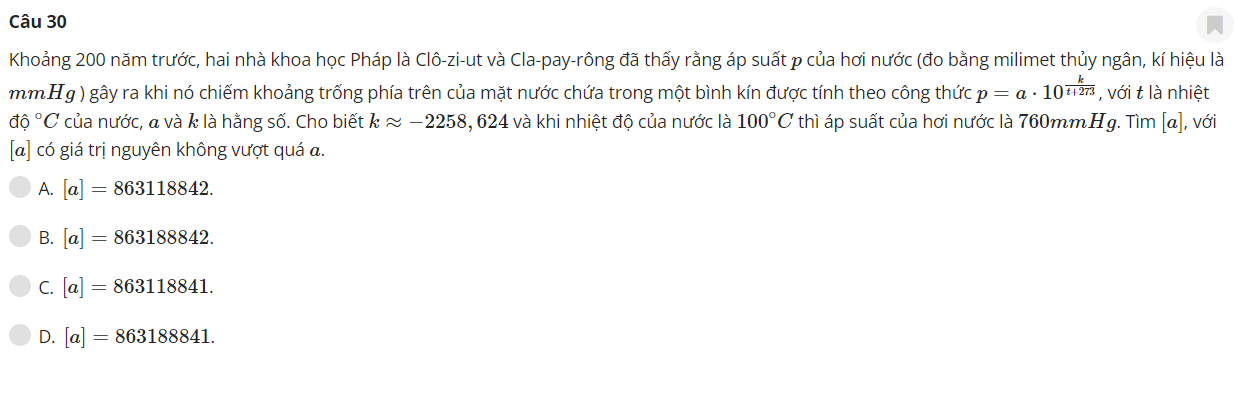 Câu 30
Khoảng 200 năm trước, hai nhà khoa học Pháp là Clô-zi-ut và Cla-pay-rông đã thấy rằng áp suất p của hơi nước (đo bằng milimet thủy ngân, kí hiệu là
mmHg ) gây ra khi nó chiếm khoảng trống phía trên của mặt nước chứa trong một bình kín được tính theo công thức p = a · 10^{\frac{k}{t+273}}, với t là nhiệt
độ °C của nước, a và k là hằng số. Cho biết k ≈ −2258,624 và khi nhiệt độ của nước là 100°C thì áp suất của hơi nước là 760mmHg. Tìm [a], với
[a] có giá trị nguyên không vượt quá a.
A. [a] = 863118842.
B. [a] = 863188842.
C. [a] = 863118841.
D. [a] = 863188841.